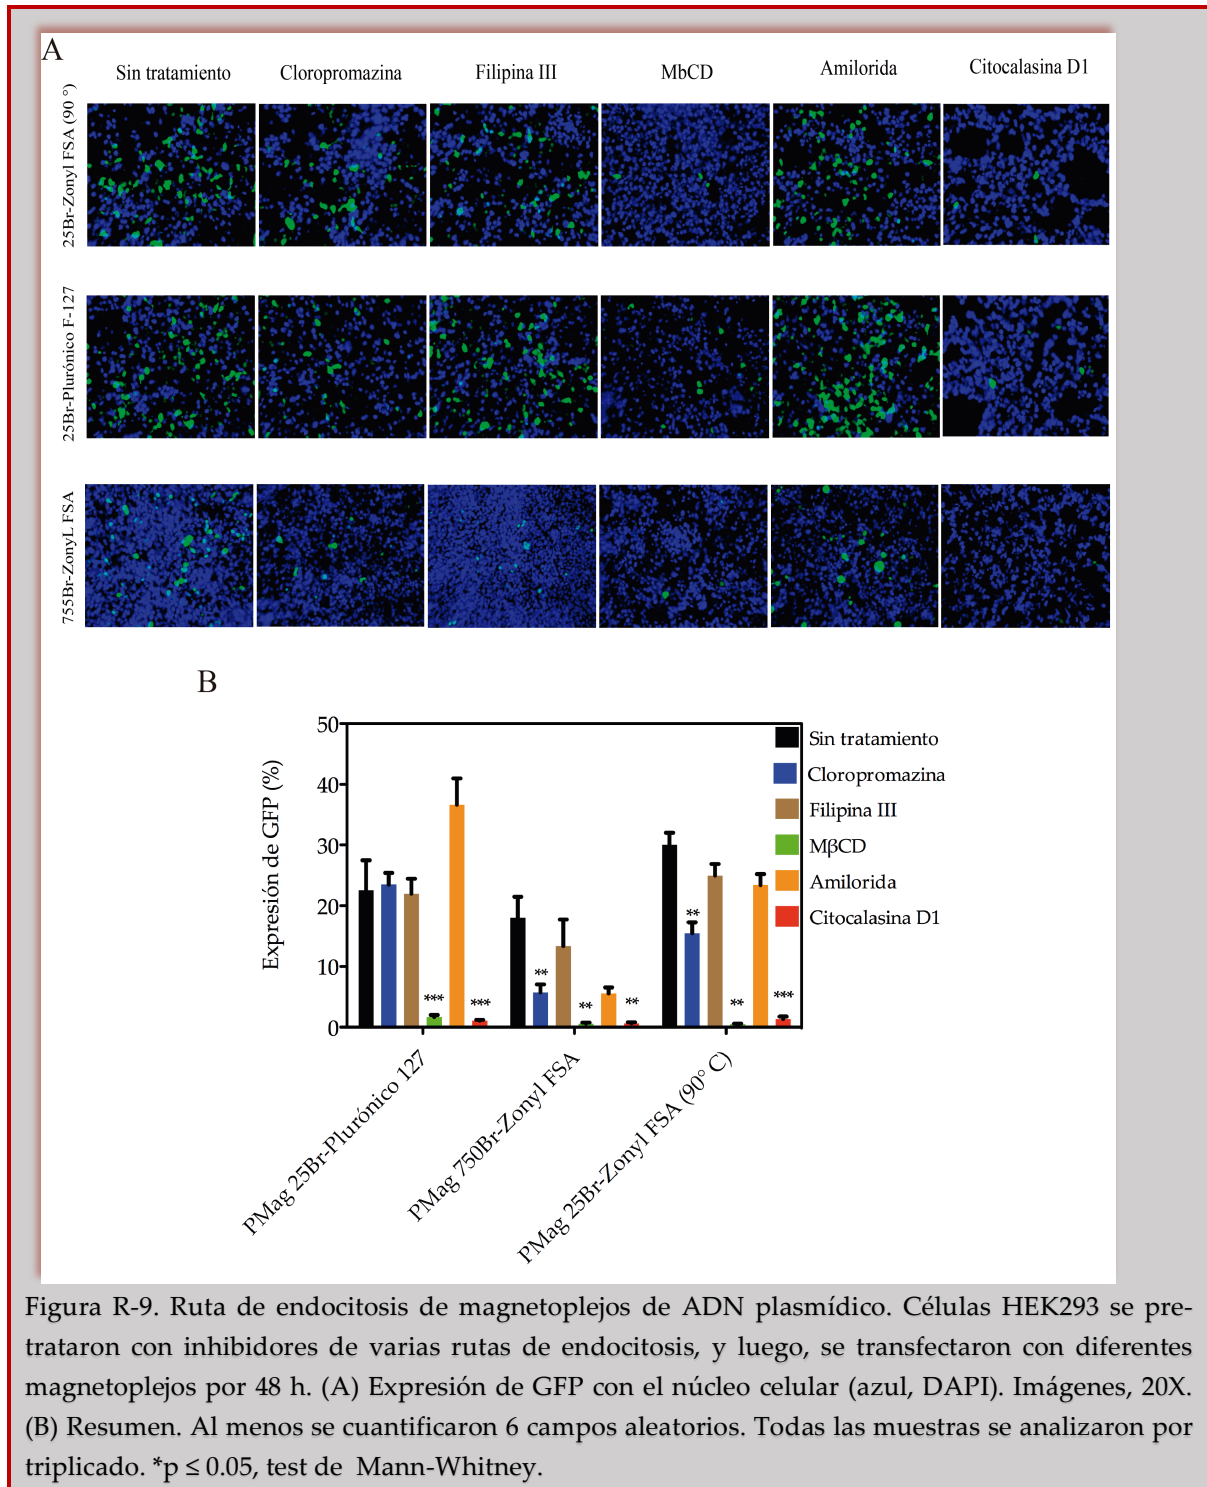 A
Sin tratamiento
Cloropromazina
Filipina III
MbCD
Amilorida
Citocalasina D1
25Br-Zonyl FSA (90 °)
25Br-Plurónico F-127
755Br-ZonyL FSA
B
Expresión de GFP (%)
50
40
30
20
10
0
***
***
**
**
**
**
**
***
Sin tratamiento
Cloropromazina
Filipina III
MβCD
Amilorida
Citocalasina D1
PMag 25Br-Plurónico 127
PMag 750Br-Zonyl FSA
PMag 25Br-Zonyl FSA (90° C)
Figura R-9. Ruta de endocitosis de magnetoplejos de ADN plasmídico. Células HEK293 se pre-
trataron con inhibidores de varias rutas de endocitosis, y luego, se transfectaron con diferentes
magnetoplejos por 48 h. (A) Expresión de GFP con el núcleo celular (azul, DAPI). Imágenes, 20X.
(B) Resumen. Al menos se cuantificaron 6 campos aleatorios. Todas las muestras se analizaron por
triplicado. *p ≤ 0.05, test de Mann-Whitney.